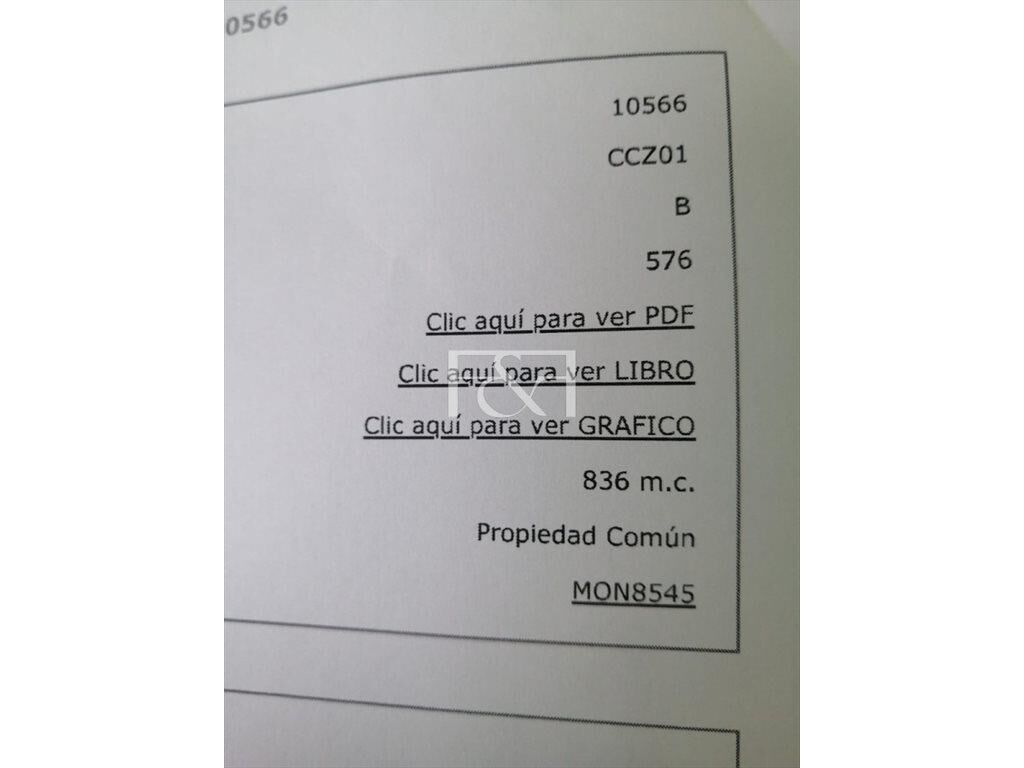 0566
10566
CCZ01
B
576
Clic aquí para ver PDF
Clic aquí para ver LIBRO
Clic aquí para ver GRAFICO
836 m.c.
Propiedad Común
MON8545